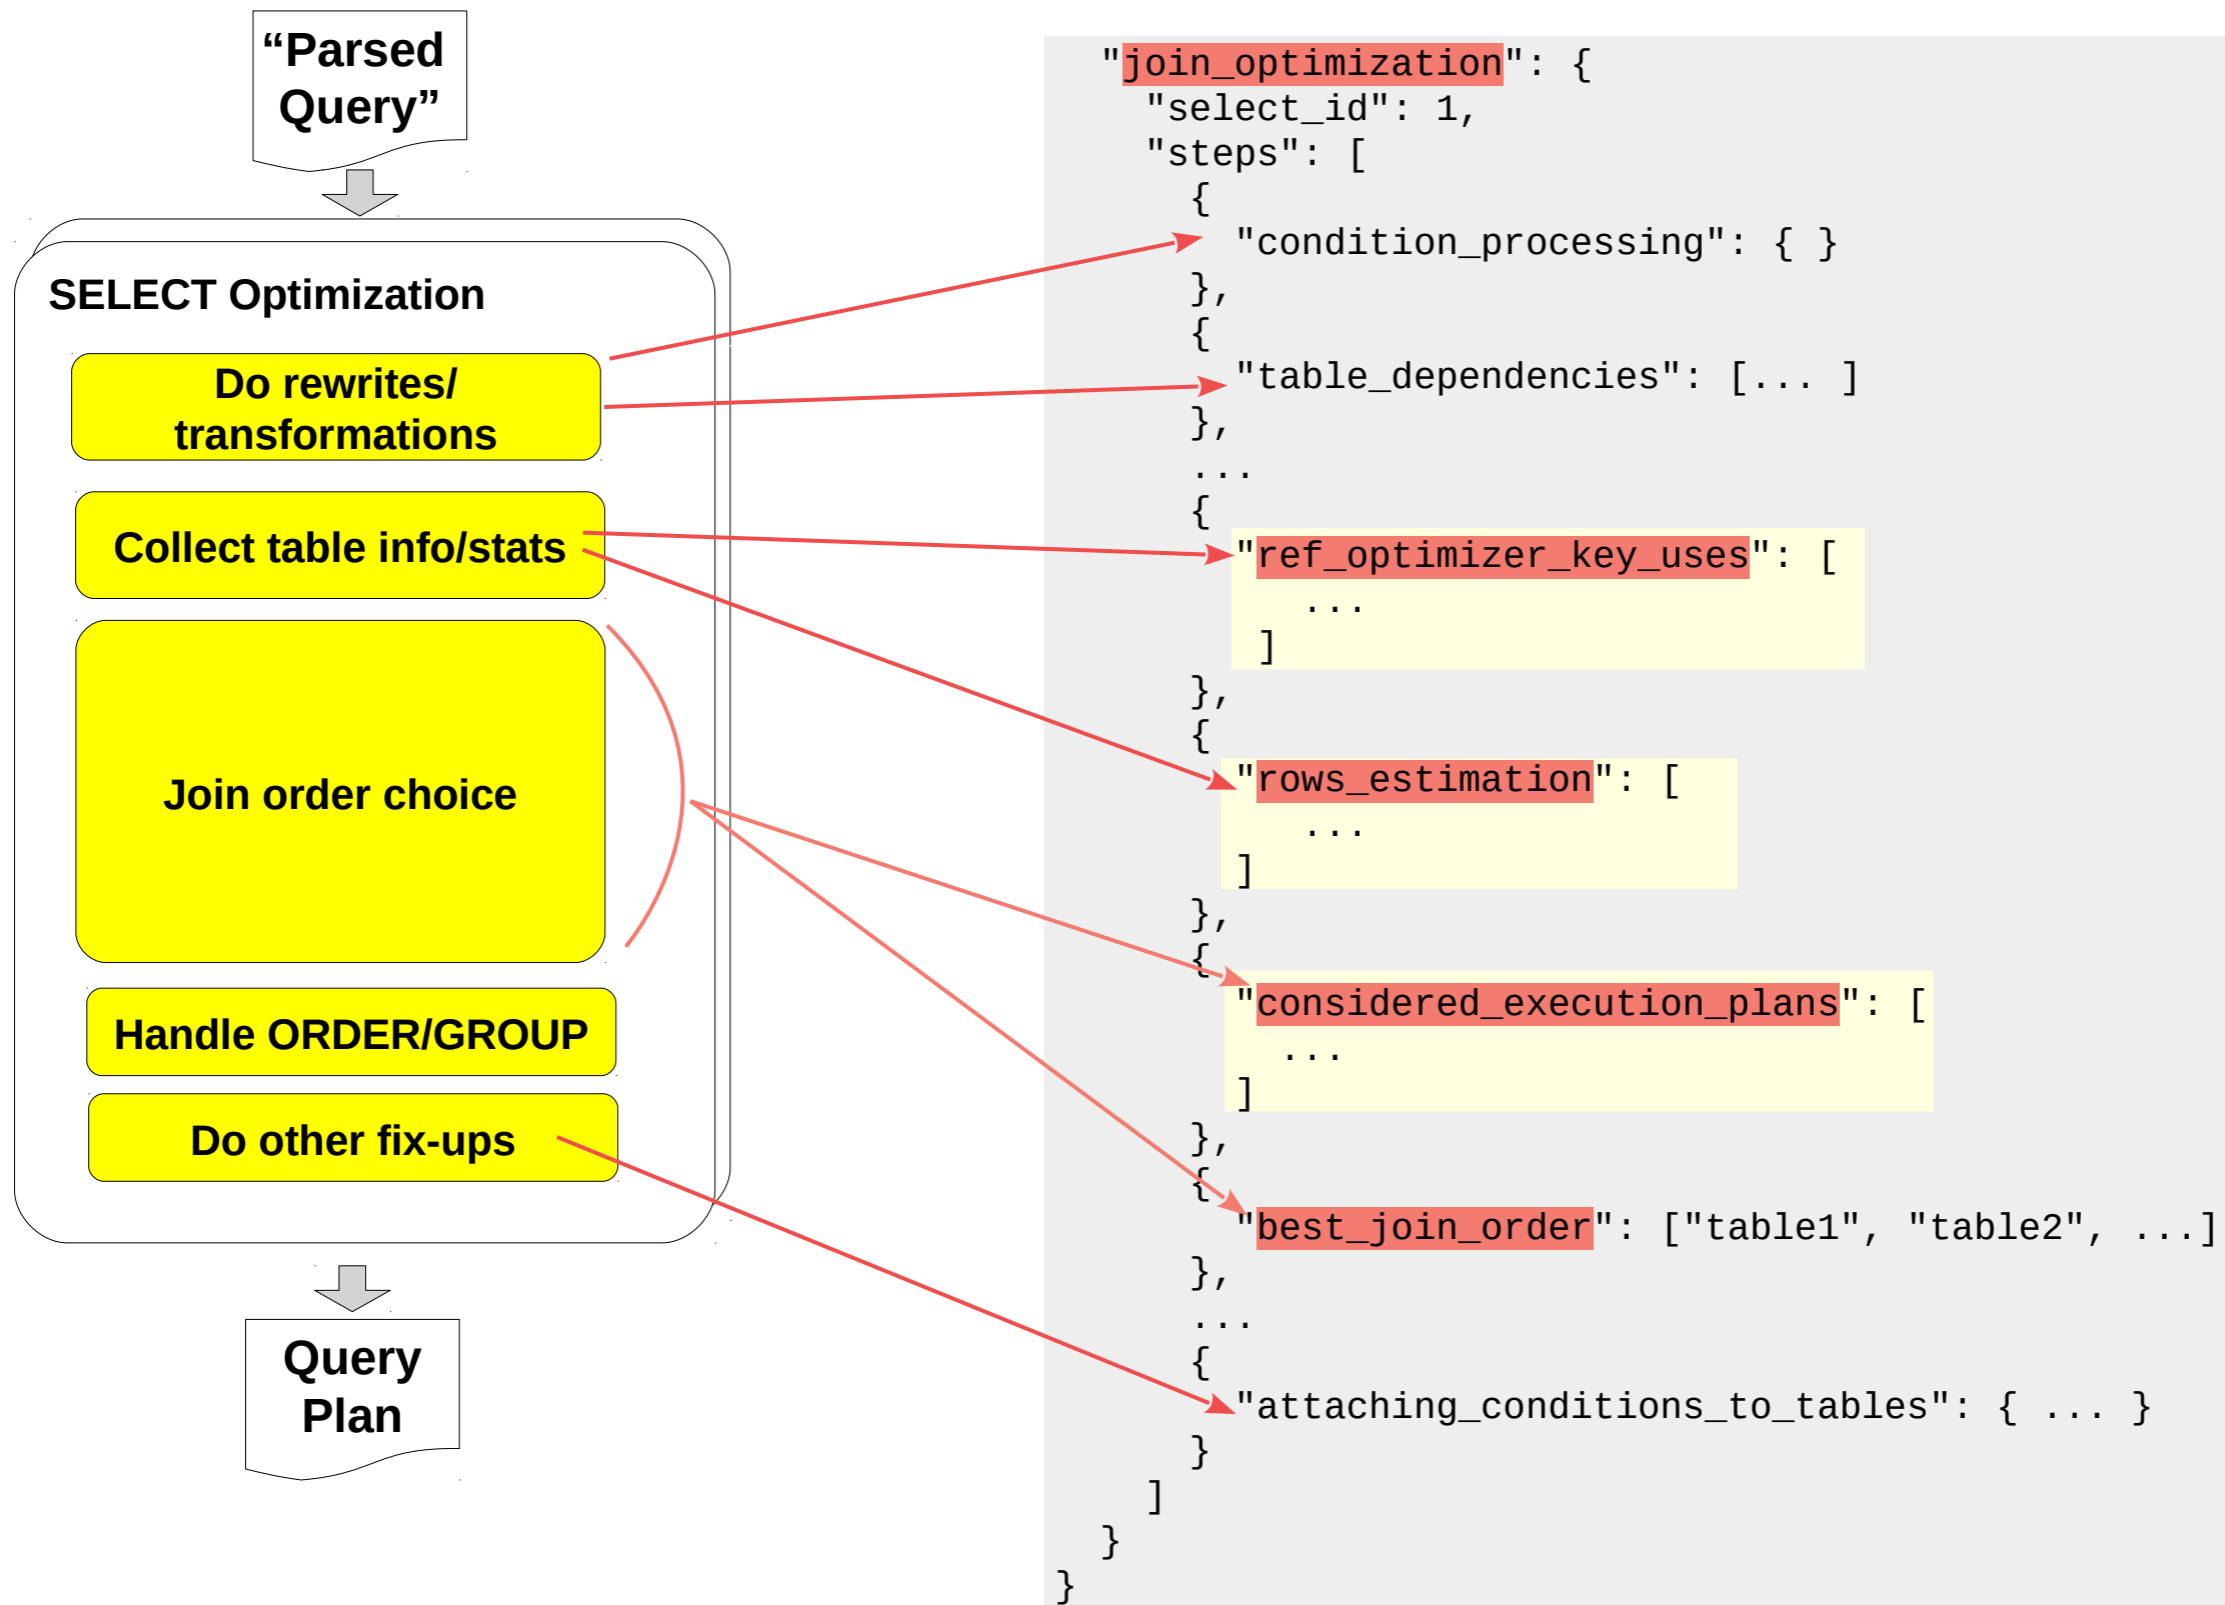 “Parsed
Query”
SELECT Optimization
Do rewrites/
transformations
Collect table info/stats
Join order choice
Handle ORDER/GROUP
Do other fix-ups
Query
Plan
"join_optimization": {
"select_id": 1,
"steps": [
{
"condition_processing": { }
},
{
"table_dependencies": [... ]
},
...
{
"ref_optimizer_key_uses": [
...
]
},
{
"rows_estimation": [
...
]
},
{
"considered_execution_plans": [
...
]
},
{
"best_join_order": ["table1", "table2", ...]
},
...
{
"attaching_conditions_to_tables": { ... }
}
]
}
}